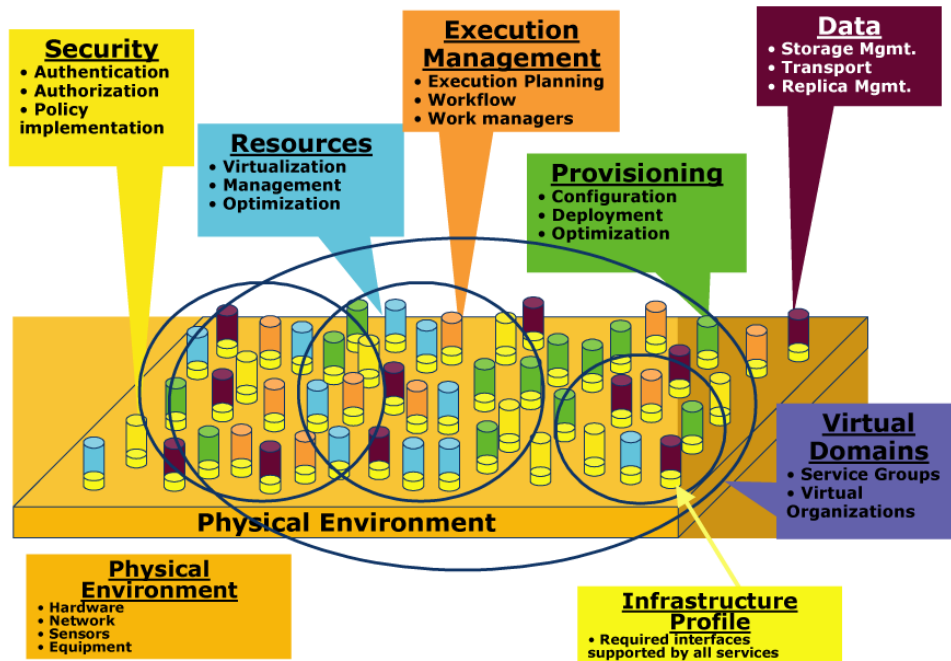 Security
• Authentication
• Authorization
• Policy
implementation
Execution
Management
• Execution Planning
• Workflow
• Work managers
Data
• Storage Mgmt.
• Transport
• Replica Mgmt.
Resources
• Virtualization
• Management
• Optimization
Provisioning
• Configuration
• Deployment
• Optimization
Virtual
Domains
• Service Groups
• Virtual
Organizations
Physical Environment
Physical
Environment
• Hardware
• Network
• Sensors
• Equipment
Infrastructure
Profile
• Required interfaces
supported by all services